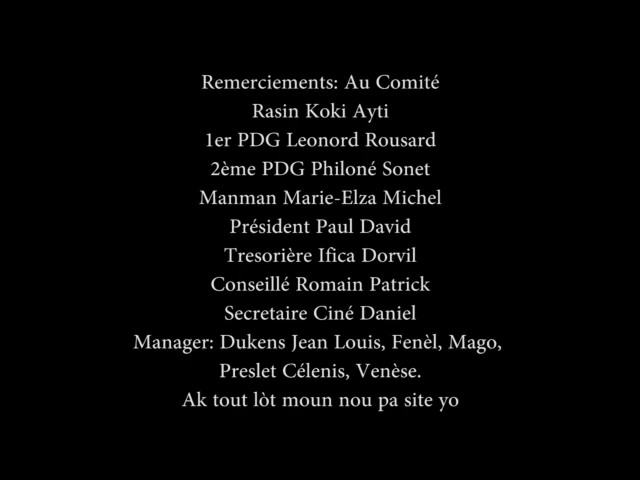 Remerciements: Au Comité
Rasin Koki Ayti
1er PDG Leonord Rousard
2ème PDG Philoné Sonet
Manman Marie-Elza Michel
Président Paul David
Tresorière Ifica Dorvil
Conseillé Romain Patrick
Secretaire Ciné Daniel
Manager: Dukens Jean Louis, Fenèl, Mago,
Preslet Célenis, Venèse.
Ak tout lòt moun nou pa site yo